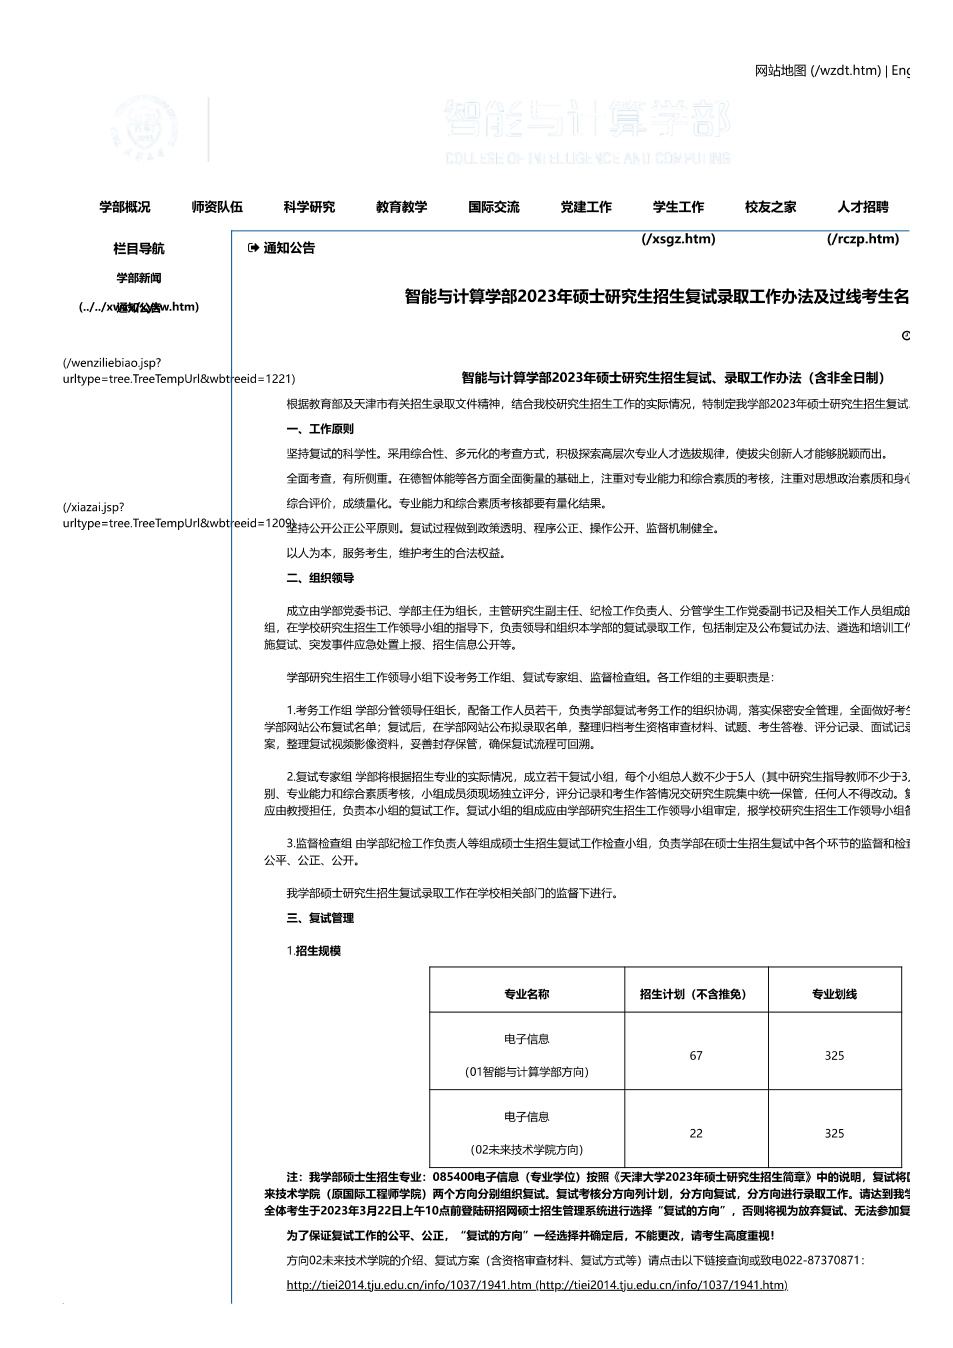 网站地图 (/wzdt.htm) | Eng
智能与计算学部
COLLEGE OF INTELLIGENCE AND COMPUTING
学部概况 师资队伍 科学研究 教育教学 国际交流 党建工作 学生工作 校友之家 人才招聘
(/xsgz.htm) (/rczp.htm)
栏目导航
学部新闻
通知公告
(/wenziliebiao.jsp?
urltype=tree.TreeTempUrl&wbtreeid=1221)
(/xiazai.jsp?
urltype=tree.TreeTempUrl&wbtreeid=1209)
通知公告
智能与计算学部2023年硕士研究生招生复试录取工作办法及过线考生名
智能与计算学部2023年硕士研究生招生复试、录取工作办法（含非全日制）
根据教育部及天津市有关招生录取文件精神，结合我校研究生招生工作的实际情况，特制定我学部2023年硕士研究生招生复试
一、工作原则
坚持复试的科学性。采用综合性、多元化的考查方式，积极探索高层次专业人才选拔规律，使拔尖创新人才能够脱颖而出。
全面考查，有所侧重。在德智体能等各方面全面衡量的基础上，注重对专业能力和综合素质的考核，注重对思想政治素质和身心
综合评价，成绩量化。专业能力和综合素质考核都要有量化结果。
坚持公开公正公平原则。复试过程做到政策透明、程序公正、操作公开、监督机制健全。
以人为本，服务考生，维护考生的合法权益。
二、组织领导
成立由学部党委书记、学部主任为组长，主管研究生副主任、纪检工作负责人、分管学生工作党委副书记及相关工作人员组成的
组，在学校研究生招生工作领导小组的指导下，负责领导和组织本学部的复试录取工作，包括制定及公布复试办法、遴选和培训工作
施复试、突发事件应急处置上报、招生信息公开等。
学部研究生招生工作领导小组下设考务工作组、复试专家组、监督检查组。各工作组的主要职责是：
1.考务工作组 学部分管领导任组长，配备工作人员若干，负责学部复试考务工作的组织协调，落实保密安全管理，全面做好考生
学部网站公布复试名单；复试后，在学部网站公布拟录取名单，整理归档考生资格审查材料、试题、考生答卷、评分记录、面试记录
案，整理复试视频影像资料，妥善封存保管，确保复试流程可回溯。
2.复试专家组 学部将根据招生专业的实际情况，成立若干复试小组，每个小组总人数不少于5人（其中研究生指导教师不少于3
别、专业能力和综合素质考核，小组成员须现场独立评分，评分记录和考生作答情况交研究生院集中统一保管，任何人不得改动。复
应由教授担任，负责本小组的复试工作。复试小组的组成应由学部研究生招生工作领导小组审定，报学校研究生招生工作领导小组备
3.监督检查组 由学部纪检工作负责人等组成硕士生招生复试工作检查小组，负责学部在硕士生招生复试中各个环节的监督和检查
公平、公正、公开。
我学部硕士研究生招生复试录取工作在学校相关部门的监督下进行。
三、复试管理
1.招生规模
专业名称 招生计划（不含推免） 专业划线
电子信息
（01智能与计算学部方向） 67 325
电子信息
（02未来技术学院方向） 22 325
注：我学部硕士生招生专业：085400电子信息（专业学位）按照《天津大学2023年硕士研究生招生简章》中的说明，复试将
来技术学院（原国际工程师学院）两个方向分别组织复试。复试考核分方向列计划，分方向复试，分方向进行录取工作。请达到我学
全体考生于2023年3月22日上午10点前登陆研招网硕士招生管理系统进行选择“复试的方向”，否则将视为放弃复试、无法参加复
为了保证复试工作的公平、公正，“复试的方向”一经选择并确定后，不能更改，请考生高度重视！
方向02未来技术学院的介绍、复试方案（含资格审查材料、复试方式等）请点击以下链接查询或致电022-87370871：
http://tiei2014.tju.edu.cn/info/1037/1941.htm (http://tiei2014.tju.edu.cn/info/1037/1941.htm)